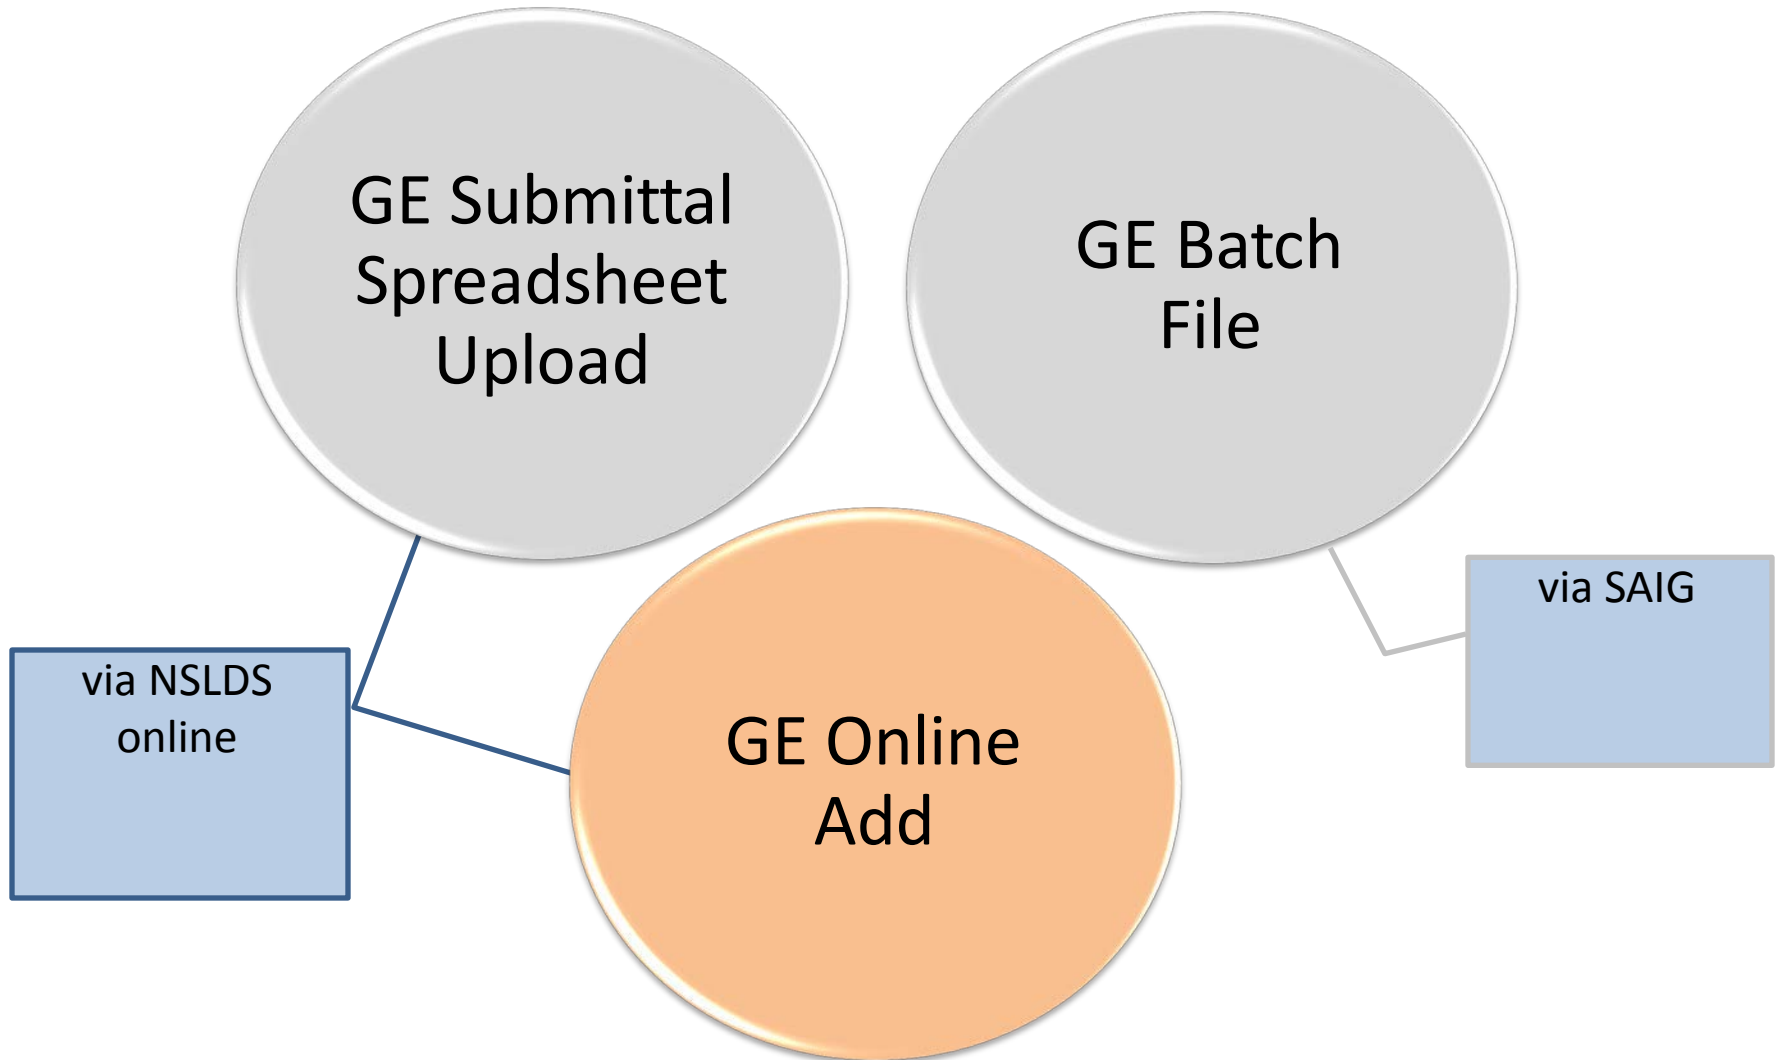 GE Submittal
Spreadsheet
Upload
GE Batch
File
via SAIG
via NSLDS
online
GE Online
Add